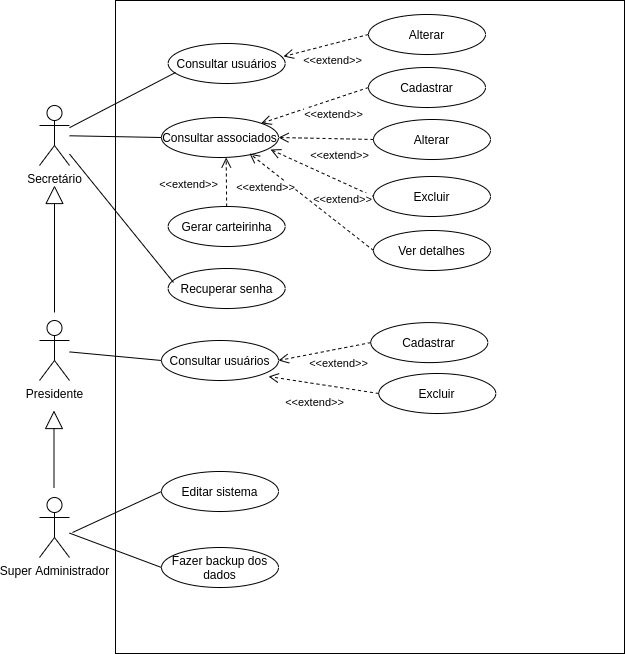 Alterar
Consultar usuários
<<extend>>
Cadastrar
<<extend>>
Consultar associados
Alterar
<<extend>>
Secretário
<<extend>>
<<extend>>
<<extend>>
Excluir
Gerar carteirinha
Ver detalhes
Recuperar senha
Cadastrar
Consultar usuários
<<extend>>
Presidente
Excluir
<<extend>>
Editar sistema
Fazer backup dos
dados
Super Administrador